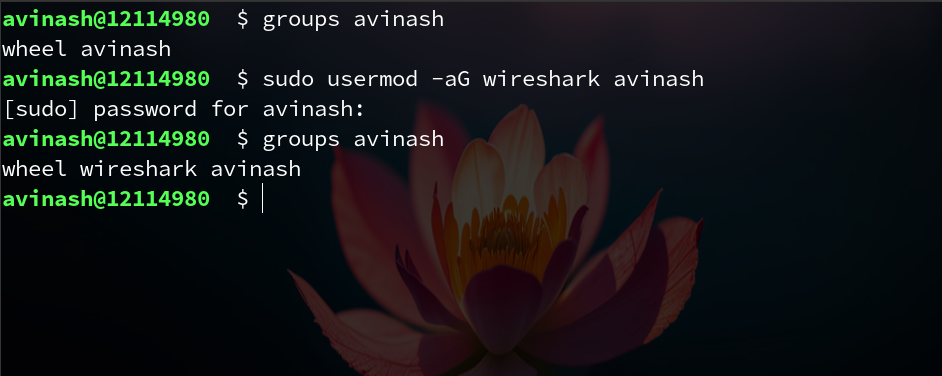 avinash@12114980  $ groups avinash
wheel avinash
avinash@12114980  $ sudo usermod -aG wireshark avinash
[sudo] password for avinash:
avinash@12114980  $ groups avinash
wheel wireshark avinash
avinash@12114980  $